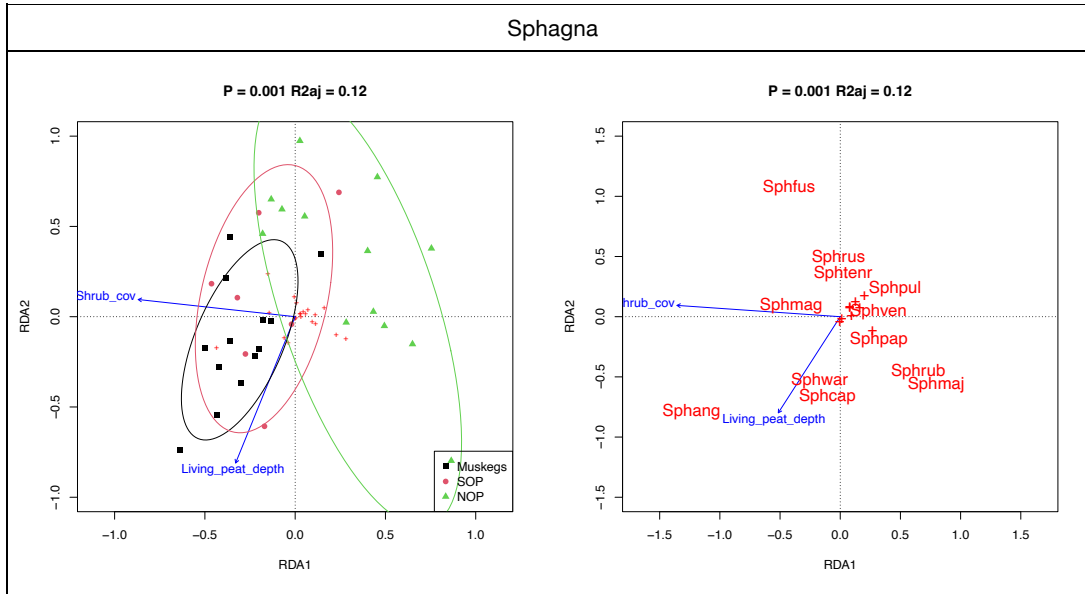 Sphagna
P = 0.001 R2aj = 0.12
1.0
0.5
0.0
−0.5
−1.0
RDA2
Shrub_cov
Living_peat_depth
Muskegs
SOP
NOP
−1.0
−0.5
0.0
0.5
1.0
RDA1
P = 0.001 R2aj = 0.12
1.5
1.0
0.5
0.0
−0.5
−1.0
−1.5
RDA2
Sphfus
Sphrus
Sphtenr
Sphpul
Sphmag
hrub_cov
Sphven
Sphpap
Sphrub
Sphmaj
Sphwar
Sphcap
Sphang
Living_peat_depth
−1.5
−1.0
−0.5
0.0
0.5
1.0
1.5
RDA1